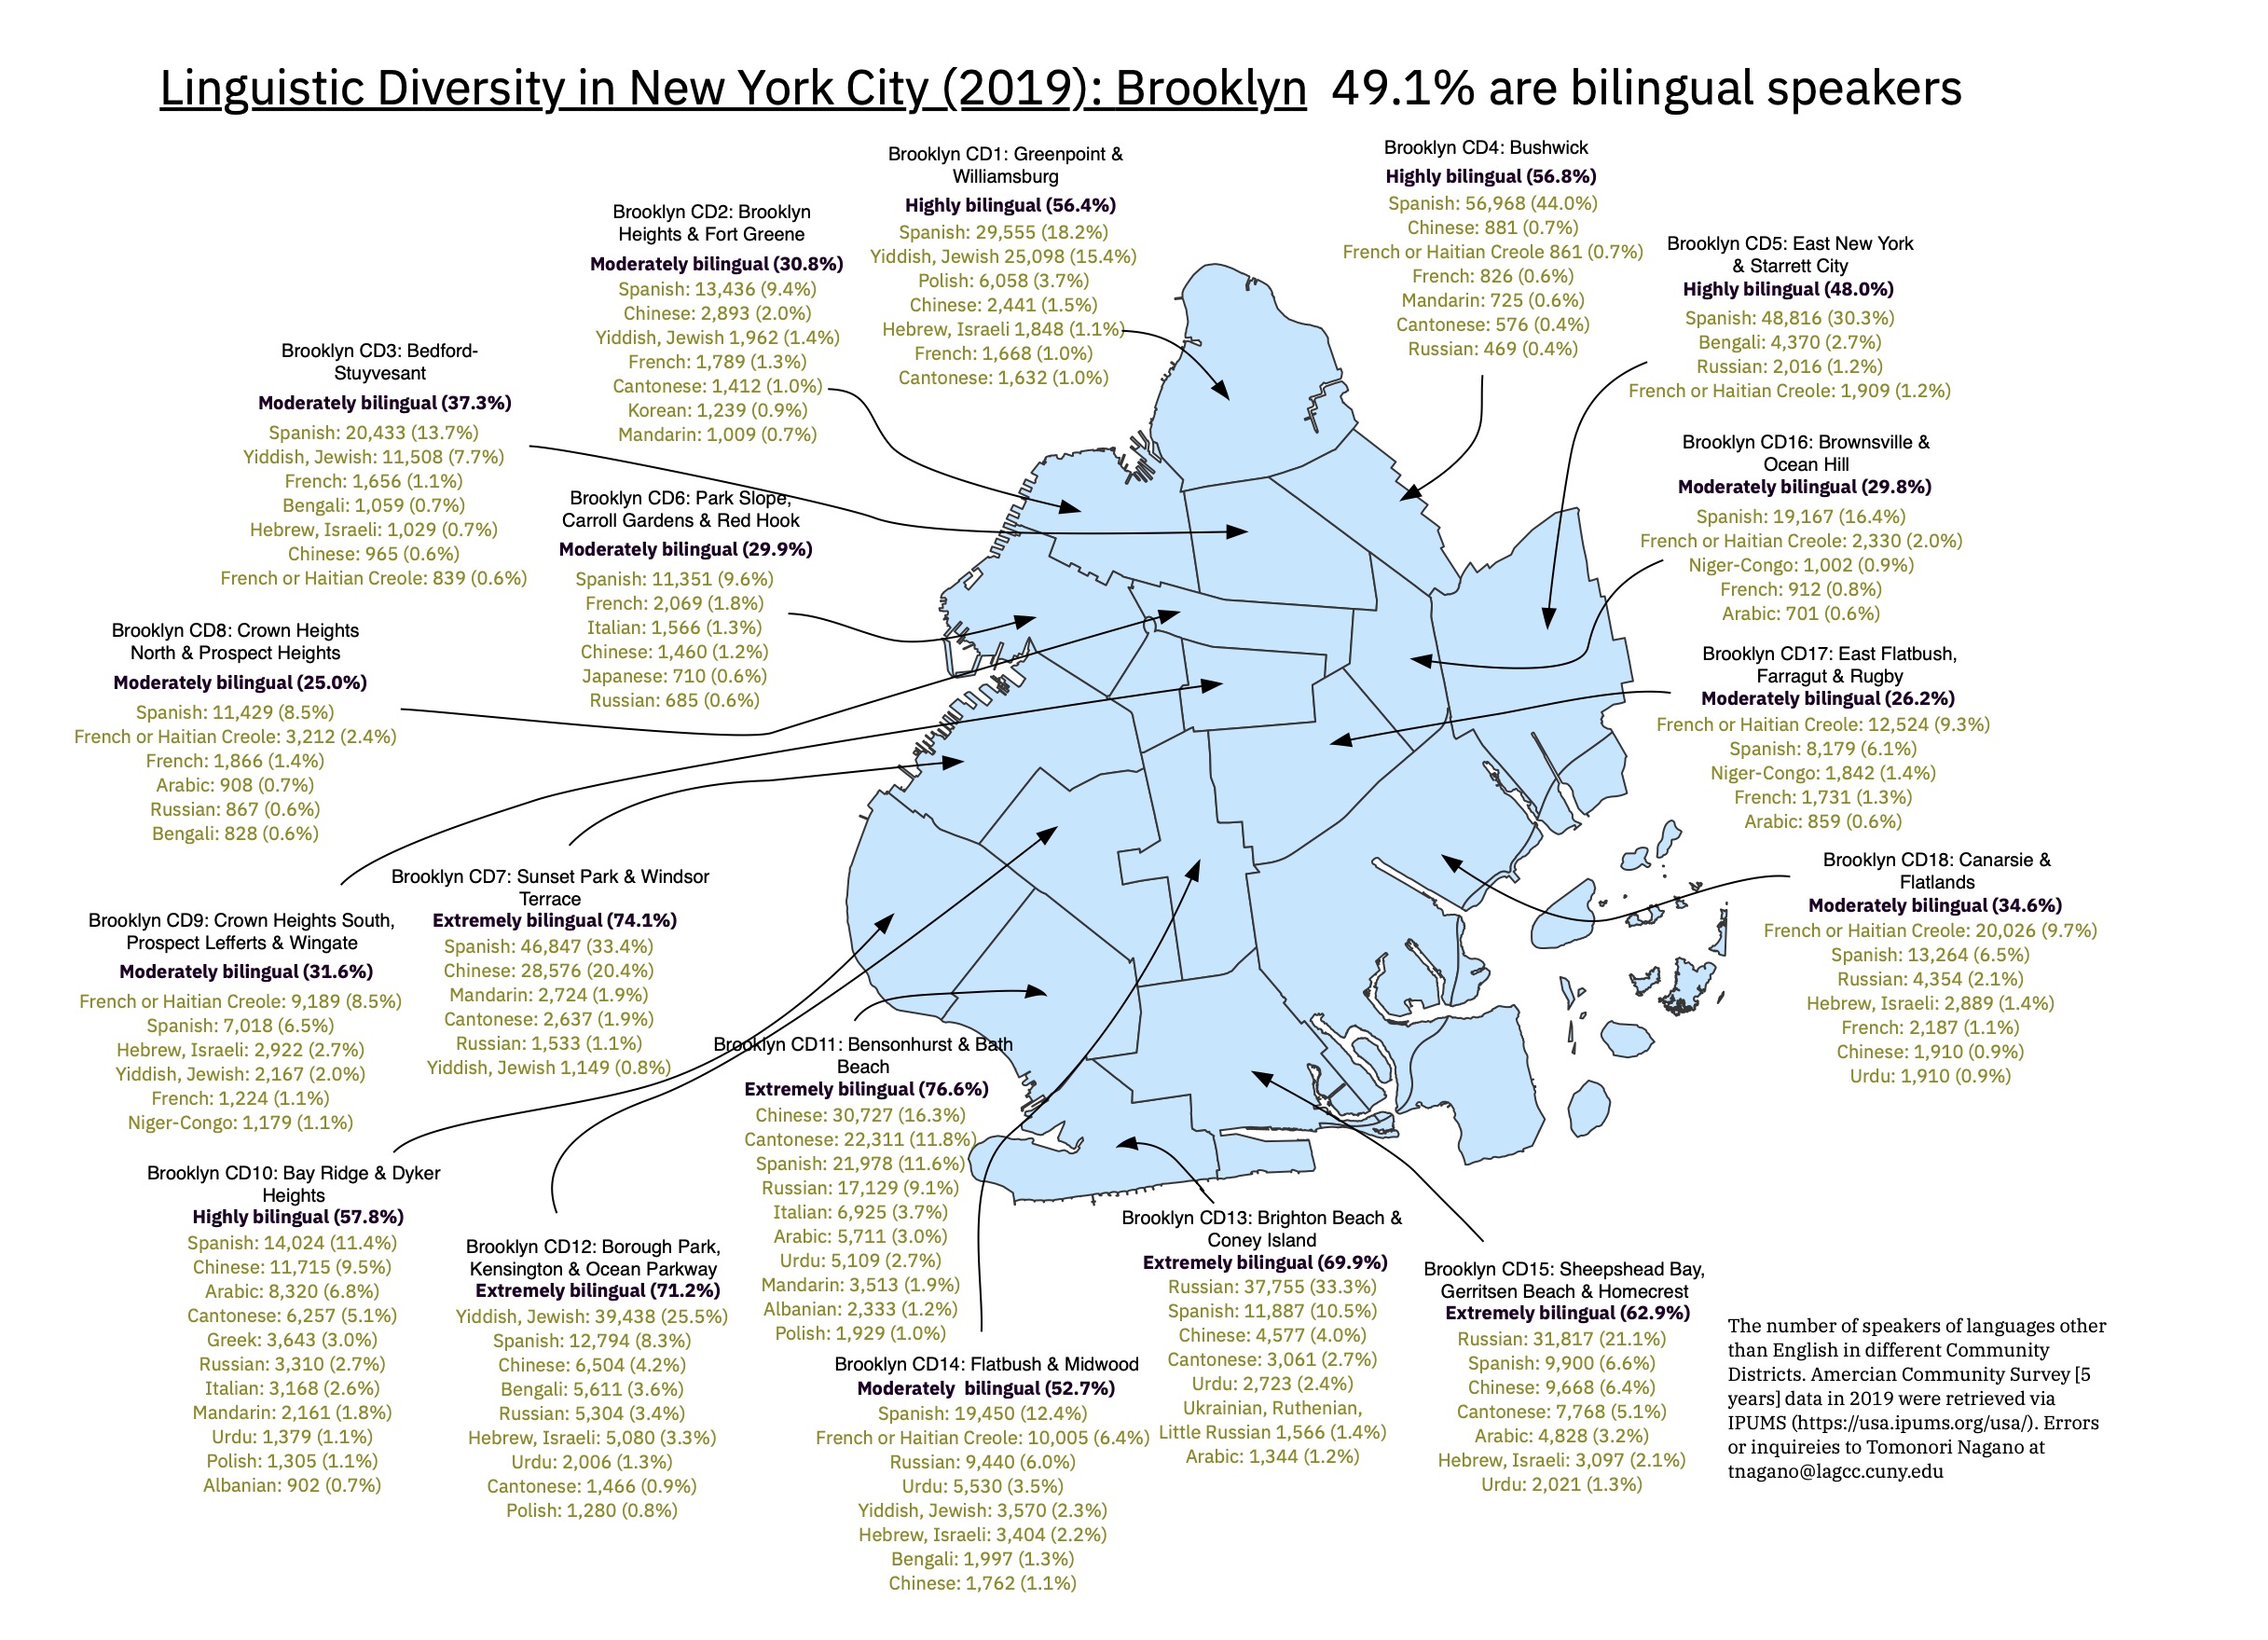 Linguistic Diversity in New York City (2019): Brooklyn 49.1% are bilingual speakers
Brooklyn CD1: Greenpoint &
Williamsburg
Highly bilingual (56.4%)
Spanish: 29,555 (18.2%)
Yiddish, Jewish 25,098 (15.4%)
Polish: 6,058 (3.7%)
Chinese: 2,441 (1.5%)
Hebrew, Israeli 1,848 (1.1%)
French: 1,668 (1.0%)
Cantonese: 1,632 (1.0%)
Brooklyn CD4: Bushwick
Highly bilingual (56.8%)
Spanish: 56,968 (44.0%)
Chinese: 881 (0.7%)
French or Haitian Creole 861 (0.7%)
French: 826 (0.6%)
Mandarin: 725 (0.6%)
Cantonese: 576 (0.4%)
Russian: 469 (0.4%)
Brooklyn CD2: Brooklyn
Heights & Fort Greene
Moderately bilingual (30.8%)
Spanish: 13,436 (9.4%)
Chinese: 2,893 (2.0%)
Yiddish, Jewish 1,962 (1.4%)
French: 1,789 (1.3%)
Cantonese: 1,412 (1.0%)
Korean: 1,239 (0.9%)
Mandarin: 1,009 (0.7%)
Brooklyn CD5: East New York
& Starrett City
Highly bilingual (48.0%)
Spanish: 48,816 (30.3%)
Bengali: 4,370 (2.7%)
Russian: 2,016 (1.2%)
French or Haitian Creole: 1,909 (1.2%)
Brooklyn CD3: Bedford-
Stuyvesant
Moderately bilingual (37.3%)
Spanish: 20,433 (13.7%)
Yiddish, Jewish: 11,508 (7.7%)
French: 1,656 (1.1%)
Bengali: 1,059 (0.7%)
Hebrew, Israeli: 1,029 (0.7%)
Chinese: 965 (0.6%)
French or Haitian Creole: 839 (0.6%)
Brooklyn CD16: Brownsville &
Ocean Hill
Moderately bilingual (29.8%)
Spanish: 19,167 (16.4%)
French or Haitian Creole: 2,330 (2.0%)
Niger-Congo: 1,002 (0.9%)
French: 912 (0.8%)
Arabic: 701 (0.6%)
Brooklyn CD6: Park Slope,
Carroll Gardens & Red Hook
Moderately bilingual (29.9%)
Spanish: 11,351 (9.6%)
French: 2,069 (1.8%)
Italian: 1,566 (1.3%)
Chinese: 1,460 (1.2%)
Japanese: 710 (0.6%)
Russian: 685 (0.6%)
Brooklyn CD8: Crown Heights
North & Prospect Heights
Moderately bilingual (25.0%)
Spanish: 11,429 (8.5%)
French or Haitian Creole: 3,212 (2.4%)
French: 1,866 (1.4%)
Arabic: 908 (0.7%)
Russian: 867 (0.6%)
Bengali: 828 (0.6%)
Brooklyn CD17: East Flatbush,
Farragut & Rugby
Moderately bilingual (26.2%)
French or Haitian Creole: 12,524 (9.3%)
Spanish: 8,179 (6.1%)
Niger-Congo: 1,842 (1.4%)
French: 1,731 (1.3%)
Arabic: 859 (0.6%)
Brooklyn CD18: Canarsie &
Flatlands
Moderately bilingual (34.6%)
French or Haitian Creole: 20,026 (9.7%)
Spanish: 13,264 (6.5%)
Russian: 4,354 (2.1%)
Hebrew, Israeli: 2,889 (1.4%)
French: 2,187 (1.1%)
Chinese: 1,910 (0.9%)
Urdu: 1,910 (0.9%)
Brooklyn CD7: Sunset Park & Windsor
Terrace
Extremely bilingual (74.1%)
Spanish: 46,847 (33.4%)
Chinese: 28,576 (20.4%)
Mandarin: 2,724 (1.9%)
Cantonese: 2,637 (1.9%)
Russian: 1,533 (1.1%)
Yiddish, Jewish 1,149 (0.8%)
Brooklyn CD9: Crown Heights South,
Prospect Lefferts & Wingate
Moderately bilingual (31.6%)
French or Haitian Creole: 9,189 (8.5%)
Spanish: 7,018 (6.5%)
Hebrew, Israeli: 2,922 (2.7%)
Yiddish, Jewish: 2,167 (2.0%)
French: 1,224 (1.1%)
Niger-Congo: 1,179 (1.1%)
Brooklyn CD11: Bensonhurst & Bath
Beach
Extremely bilingual (76.6%)
Chinese: 30,727 (16.3%)
Cantonese: 22,311 (11.8%)
Spanish: 21,978 (11.6%)
Russian: 17,129 (9.1%)
Italian: 6,925 (3.7%)
Arabic: 5,711 (3.0%)
Urdu: 5,109 (2.7%)
Mandarin: 3,513 (1.9%)
Albanian: 2,333 (1.2%)
Polish: 1,929 (1.0%)
Brooklyn CD10: Bay Ridge & Dyker
Heights
Highly bilingual (57.8%)
Spanish: 14,024 (11.4%)
Chinese: 11,715 (9.5%)
Arabic: 8,320 (6.8%)
Cantonese: 6,257 (5.1%)
Greek: 3,643 (3.0%)
Russian: 3,310 (2.7%)
Italian: 3,168 (2.6%)
Mandarin: 2,161 (1.8%)
Urdu: 1,379 (1.1%)
Polish: 1,305 (1.1%)
Albanian: 902 (0.7%)
Brooklyn CD12: Borough Park,
Kensington & Ocean Parkway
Extremely bilingual (71.2%)
Yiddish, Jewish: 39,438 (25.5%)
Spanish: 12,794 (8.3%)
Chinese: 6,504 (4.2%)
Bengali: 5,611 (3.6%)
Russian: 5,304 (3.4%)
Hebrew, Israeli: 5,080 (3.3%)
Urdu: 2,006 (1.3%)
Cantonese: 1,466 (0.9%)
Polish: 1,280 (0.8%)
Brooklyn CD14: Flatbush & Midwood
Moderately bilingual (52.7%)
Spanish: 19,450 (12.4%)
French or Haitian Creole: 10,005 (6.4%)
Russian: 9,440 (6.0%)
Urdu: 5,530 (3.5%)
Yiddish, Jewish: 3,570 (2.3%)
Hebrew, Israeli: 3,404 (2.2%)
Bengali: 1,997 (1.3%)
Chinese: 1,762 (1.1%)
Brooklyn CD13: Brighton Beach &
Coney Island
Extremely bilingual (69.9%)
Russian: 37,755 (33.3%)
Spanish: 11,887 (10.5%)
Chinese: 4,577 (4.0%)
Cantonese: 3,061 (2.7%)
Urdu: 2,723 (2.4%)
Ukrainian, Ruthenian,
Little Russian 1,566 (1.4%)
Arabic: 1,344 (1.2%)
Brooklyn CD15: Sheepshead Bay,
Gerritsen Beach & Homecrest
Extremely bilingual (62.9%)
Russian: 31,817 (21.1%)
Spanish: 9,900 (6.6%)
Chinese: 9,668 (6.4%)
Cantonese: 7,768 (5.1%)
Arabic: 4,828 (3.2%)
Hebrew, Israeli: 3,097 (2.1%)
Urdu: 2,021 (1.3%)
The number of speakers of languages other
than English in different Community
Districts. Amercian Community Survey [5
years] data in 2019 were retrieved via
IPUMS (https://usa.ipums.org/usa/). Errors
or inquireies to Tomonori Nagano at
tnagano@lagcc.cuny.edu